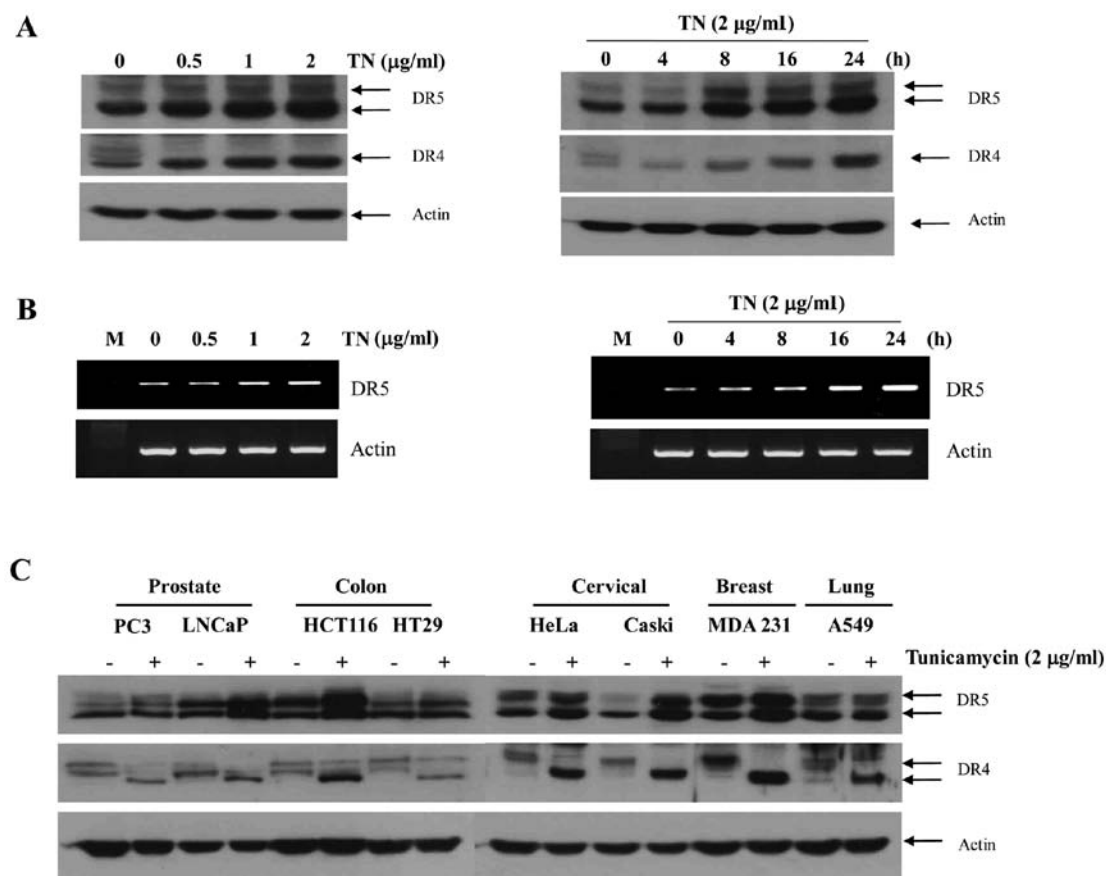 A
0 0.5 1 2 TN (μg/ml)
DR5
DR4
Actin
TN (2 μg/ml)
0 4 8 16 24 (h)
DR5
DR4
Actin
B
M 0 0.5 1 2 TN (μg/ml)
DR5
Actin
TN (2 μg/ml)
M 0 4 8 16 24 (h)
DR5
Actin
C
Prostate Colon Cervical Breast Lung
PC3 LNCaP HCT116 HT29 HeLa Caski MDA 231 A549
- + - + - + - + - + - + - + - + Tunicamycin (2 μg/ml)
DR5
DR4
Actin